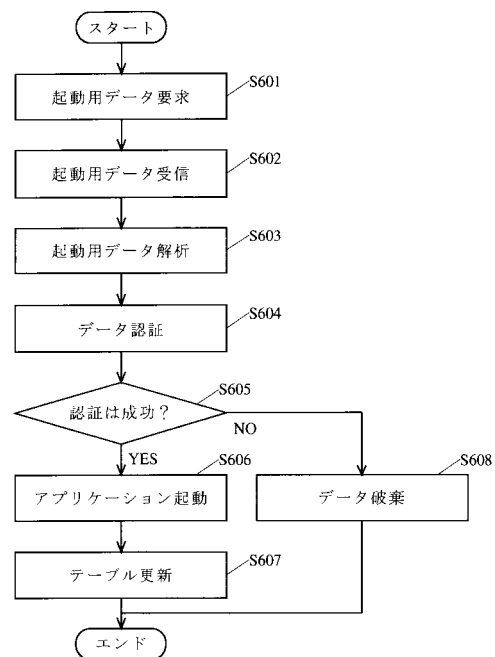 スタート
起動用データ要求
S601
起動用データ受信
S602
起動用データ解析
S603
データ認証
S604
認証は成功?
S605
NO
YES
アプリケーション起動
S606
データ破棄
S608
テーブル更新
S607
エンド